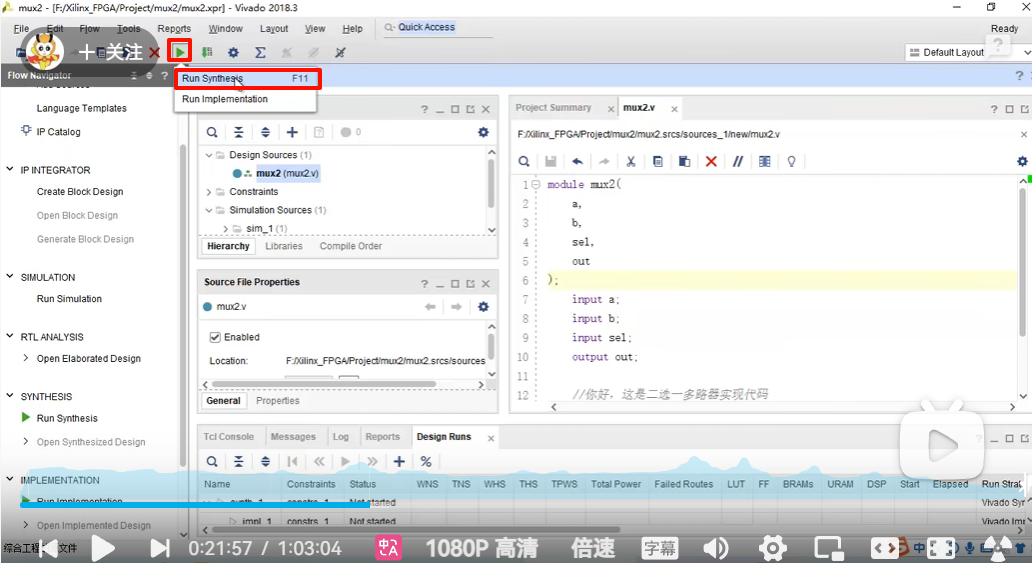 mux2 - [F:/Xilinx_FPGA/Project/mux2/mux2.xpr] - Vivado 2018.3
File Edit Flow Tools Reports Window Layout View Help Quick Access
Ready
+关注
Default Layout
Flow Navigator
Run Synthesis F11
Run Implementation
Language Templates
IP Catalog
IP INTEGRATOR
Create Block Design
Open Block Design
Generate Block Design
SIMULATION
Run Simulation
RTL ANALYSIS
Open Elaborated Design
SYNTHESIS
Run Synthesis
Open Synthesized Design
IMPLEMENTATION
Run Implementation
Open Implemented Design
0
Design Sources (1)
mux2 (mux2.v)
Constraints
Simulation Sources (1)
sim_1 (1)
Hierarchy Libraries Compile Order
Source File Properties
mux2.v
Enabled
Location: F:/Xilinx_FPGA/Project/mux2/mux2.srcs/sources
General Properties
Project Summary mux2.v
F:/Xilinx_FPGA/Project/mux2/mux2.srcs/sources_1/new/mux2.v
1 module mux2(
2 a,
3 b,
4 sel,
5 out
6 );
7 input a;
8 input b;
9 input sel;
10 output out;
11
12 //你好，这是二选一多路器实现代码
Tcl Console Messages Log Reports Design Runs
Name Constraints Status WNS TNS WHS THS TPWS Total Power Failed Routes LUT FF BRAMs URAM DSP Start Elapsed Run Strat
synth_1 constrs_1 Not started Vivado Syn
impl_1 constrs_1 Not started Vivado Im
0:21:57 / 1:03:04
中A
1080P 高清
倍速
字幕
中